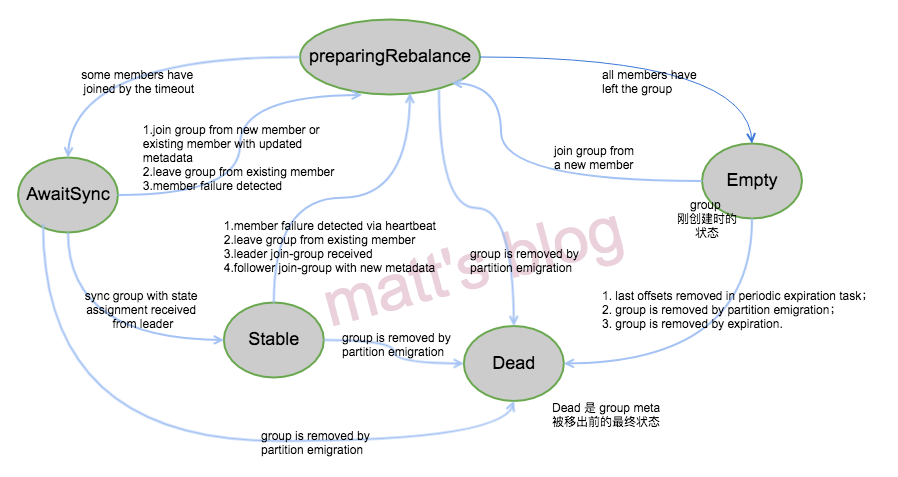 preparingRebalance
some members have
joined by the timeout
all members have
left the group
1.join group from new member or
existing member with updated
metadata
2.leave group from existing member
3.member failure detected
join group from
a new member
AwaitSync
Empty
group
刚创建时的
状态
1.member failure detected via heartbeat
2.leave group from existing member
3.leader join-group received
4.follower join-group with new metadata
group is removed by
partition emigration
matt's blog
sync group with state
assignment received
from leader
1. last offsets removed in periodic expiration task；
2. group is removed by partition emigration；
3. group is removed by expiration.
Stable
group is removed by
partition emigration
Dead
Dead 是 group meta
被移出前的最终状态
group is removed by
partition emigration